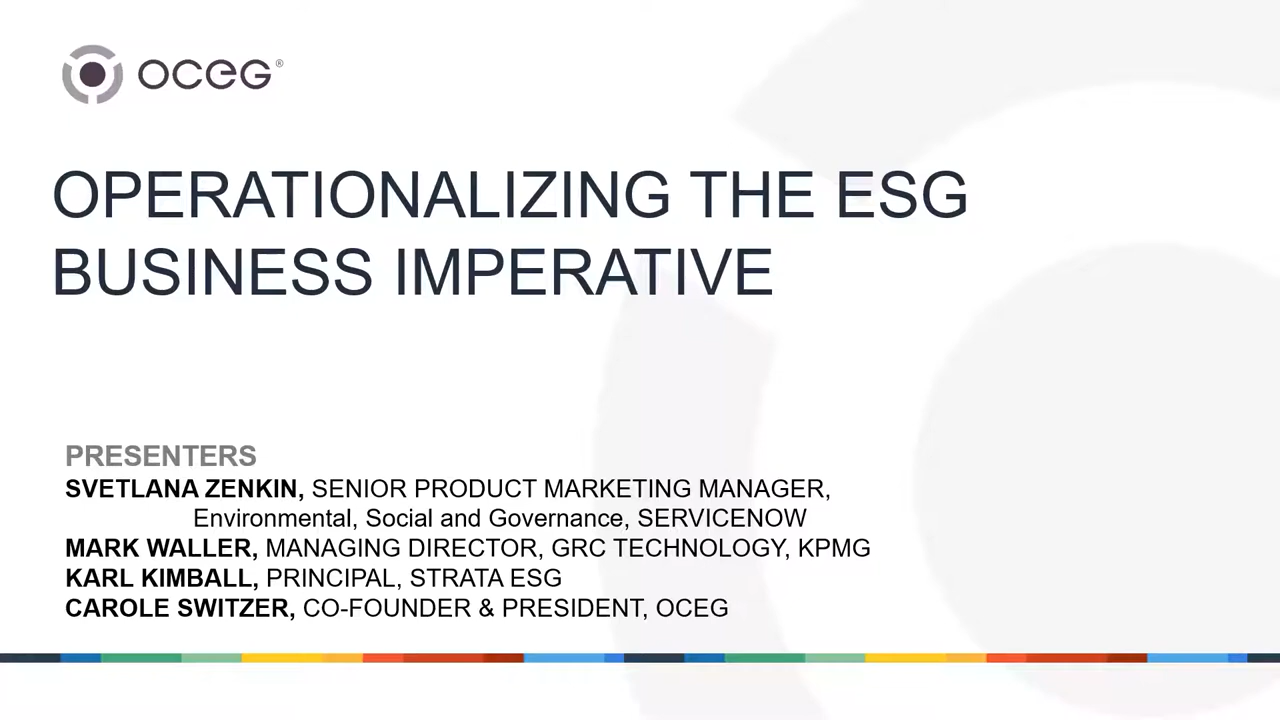 OCEG®
OPERATIONALIZING THE ESG
BUSINESS IMPERATIVE
PRESENTERS
SVETLANA ZENKIN, SENIOR PRODUCT MARKETING MANAGER,
Environmental, Social and Governance, SERVICENOW
MARK WALLER, MANAGING DIRECTOR, GRC TECHNOLOGY, KPMG
KARL KIMBALL, PRINCIPAL, STRATA ESG
CAROLE SWITZER, CO-FOUNDER & PRESIDENT, OCEG